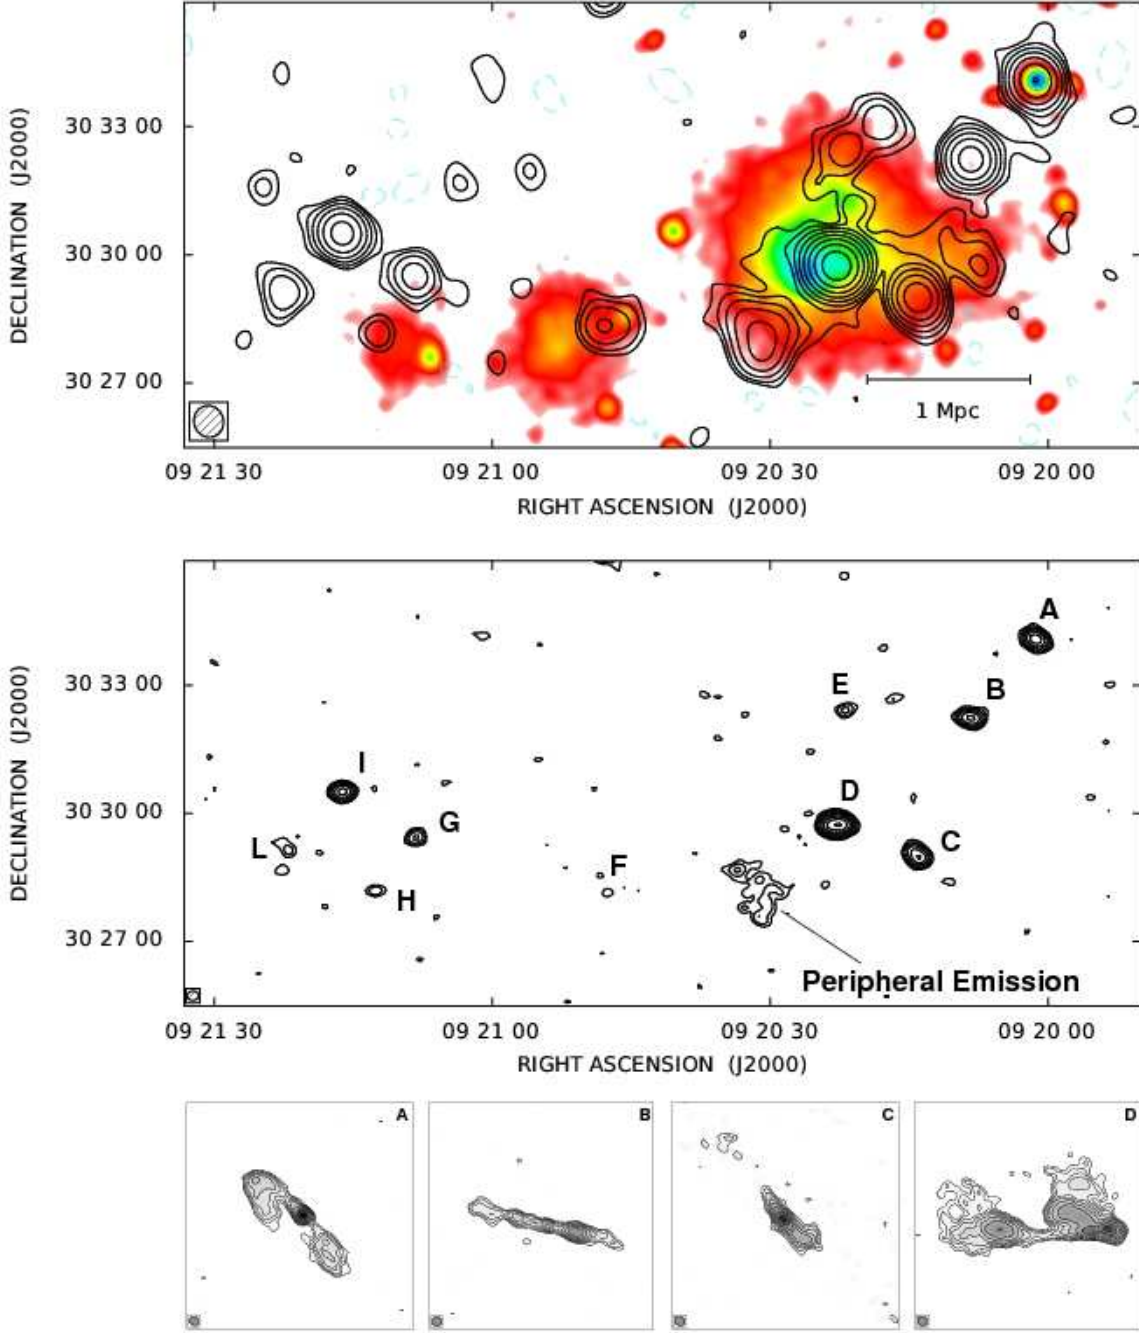 DECLINATION (J2000)
30 33 00
30 30 00
30 27 00
1 Mpc
09 21 30
09 21 00
09 20 30
09 20 00
RIGHT ASCENSION (J2000)
DECLINATION (J2000)
30 33 00
30 30 00
30 27 00
A
E
B
I
D
G
C
L
F
H
Peripheral Emission
09 21 30
09 21 00
09 20 30
09 20 00
RIGHT ASCENSION (J2000)
A
B
C
D